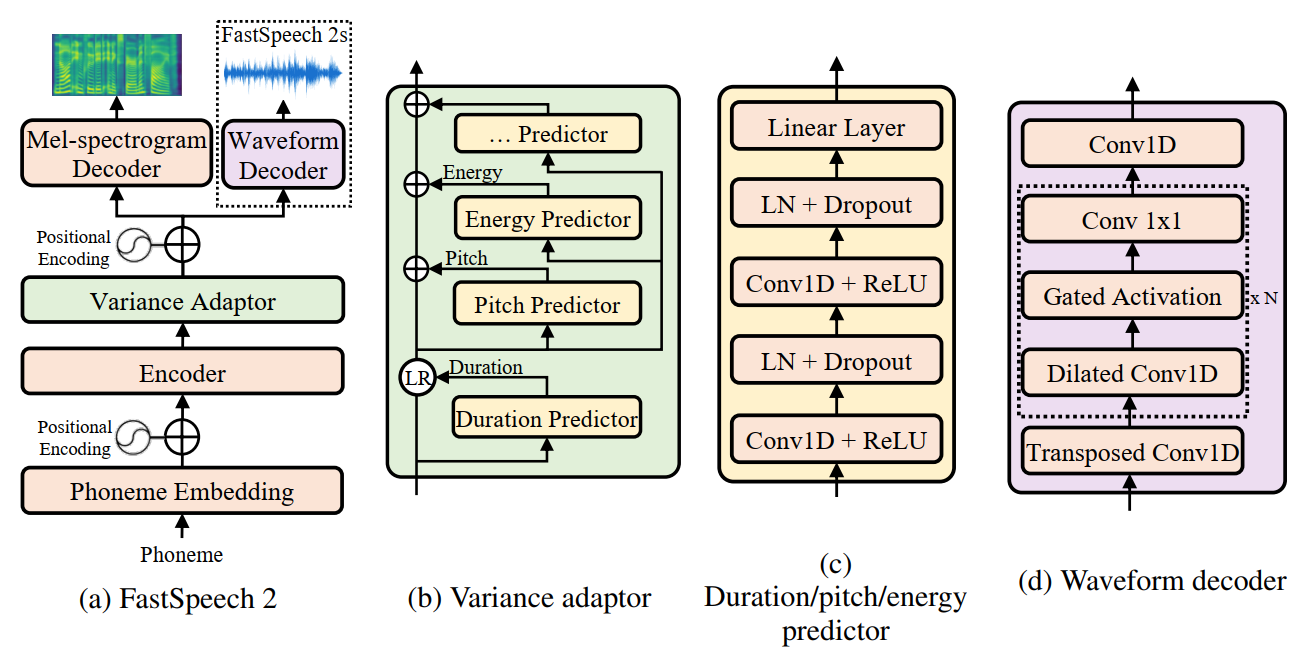 FastSpeech 2s
Mel-spectrogram
Decoder
Waveform
Decoder
Positional
Encoding
Variance Adaptor
Encoder
Positional
Encoding
Phoneme Embedding
Phoneme
(a) FastSpeech 2
... Predictor
Energy
Energy Predictor
Pitch
Pitch Predictor
LR
Duration
Duration Predictor
(b) Variance adaptor
Linear Layer
LN + Dropout
Conv1D + ReLU
LN + Dropout
Conv1D + ReLU
(c)
Duration/pitch/energy
predictor
Conv1D
Conv 1x1
Gated Activation
x N
Dilated Conv1D
Transposed Conv1D
(d) Waveform decoder